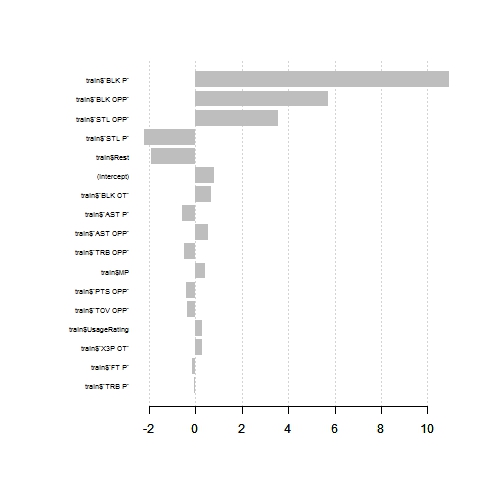 train$`BLK P`
train$`BLK OPP`
train$`STL OPP`
train$`STL P`
train$Rest
(Intercept)
train$`BLK OT`
train$`AST P`
train$`AST OPP`
train$`TRB OPP`
train$MP
train$`PTS OPP`
train$`TOV OPP`
train$UsageRating
train$`X3P OT`
train$`FT P`
train$`TRB P`
-2 0 2 4 6 8 10